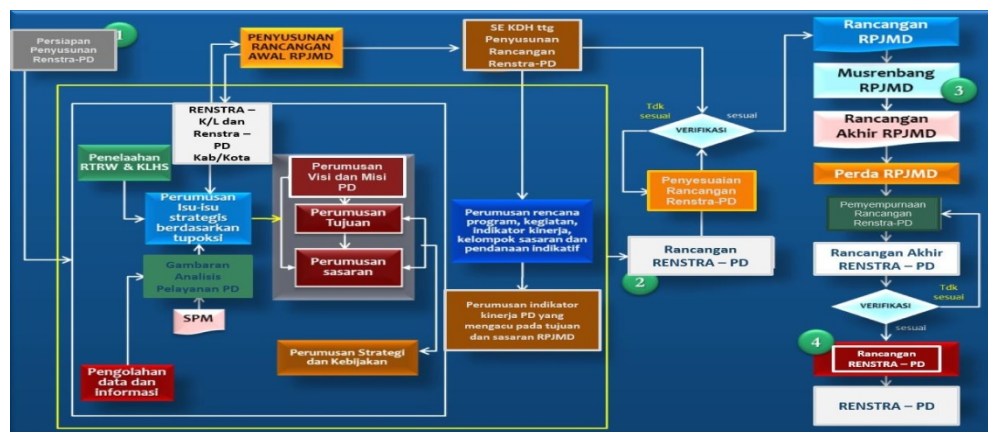 1
Persiapan
Penyusunan
Renstra-PD
PENYUSUNAN
RANCANGAN
AWAL RPJMD
SE KDH ttg
Penyusunan
Rancangan
Renstra-PD
RENSTRA –
K/L dan
Renstra –
PD
Kab/Kota
Penelaahan
RTRW & KLHS
Perumusan
Isu-isu
strategis
berdasarkan
tupoksi
Gambaran
Analisis
Pelayanan PD
SPM
Pengolahan
data dan
informasi
Perumusan
Visi dan Misi
PD
Perumusan
Tujuan
Perumusan
sasaran
Perumusan Strategi
dan Kebijakan
Perumusan rencana
program, kegiatan,
indikator kinerja,
kelompok sasaran dan
pendanaan indikatif
Perumusan indikator
kinerja PD yang
mengacu pada tujuan
dan sasaran RPJMD
Tdk
sesuai
sesuai
VERIFIKASI
Penyesuaian
Rancangan
Renstra-PD
Rancangan
RENSTRA – PD
2
Rancangan
RPJMD
Musrenbang
RPJMD
3
Rancangan
Akhir RPJMD
Perda RPJMD
Penyempurnaan
Rancangan
Renstra-PD
Rancangan Akhir
RENSTRA – PD
Tdk
sesuai
VERIFIKASI
sesuai
4
Rancangan
RENSTRA – PD
RENSTRA – PD